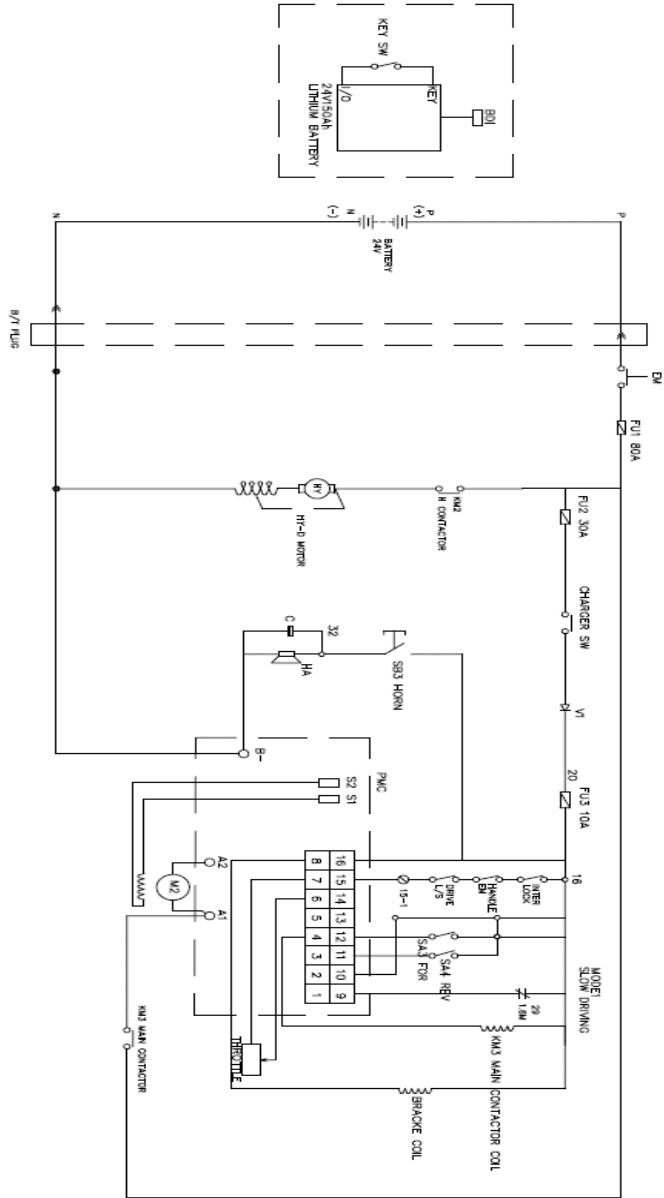 KEY SW
I/O
KEY
24V150Ah
LITHIUM BATTERY
BDI
N
(-)
N
P
(+)
BATTERY
24V
P
B/T PLUG
EM
FU1 80A
HY
HY-D MOTOR
KM2
H CONTACTOR
FU2 30A
CHARGER SW
V1
20
FU3 10A
C
32
HA
SB3 HORN
B-
PMC
S2 S1
A2
M2
A1
8 16
7 15
6 14
5 13
4 12
3 11
2 10
1 9
16
INTER
LOCK
HANDLE
EM
DRIVE
L/S
15-1
SA3 FOR
SA4 REV
MODE1
SLOW DRIVING
29
1.8M
KM3 MAIN CONTACTOR COIL
THROTTLE
BRACKE COIL
KM3 MAIN CONTACTOR